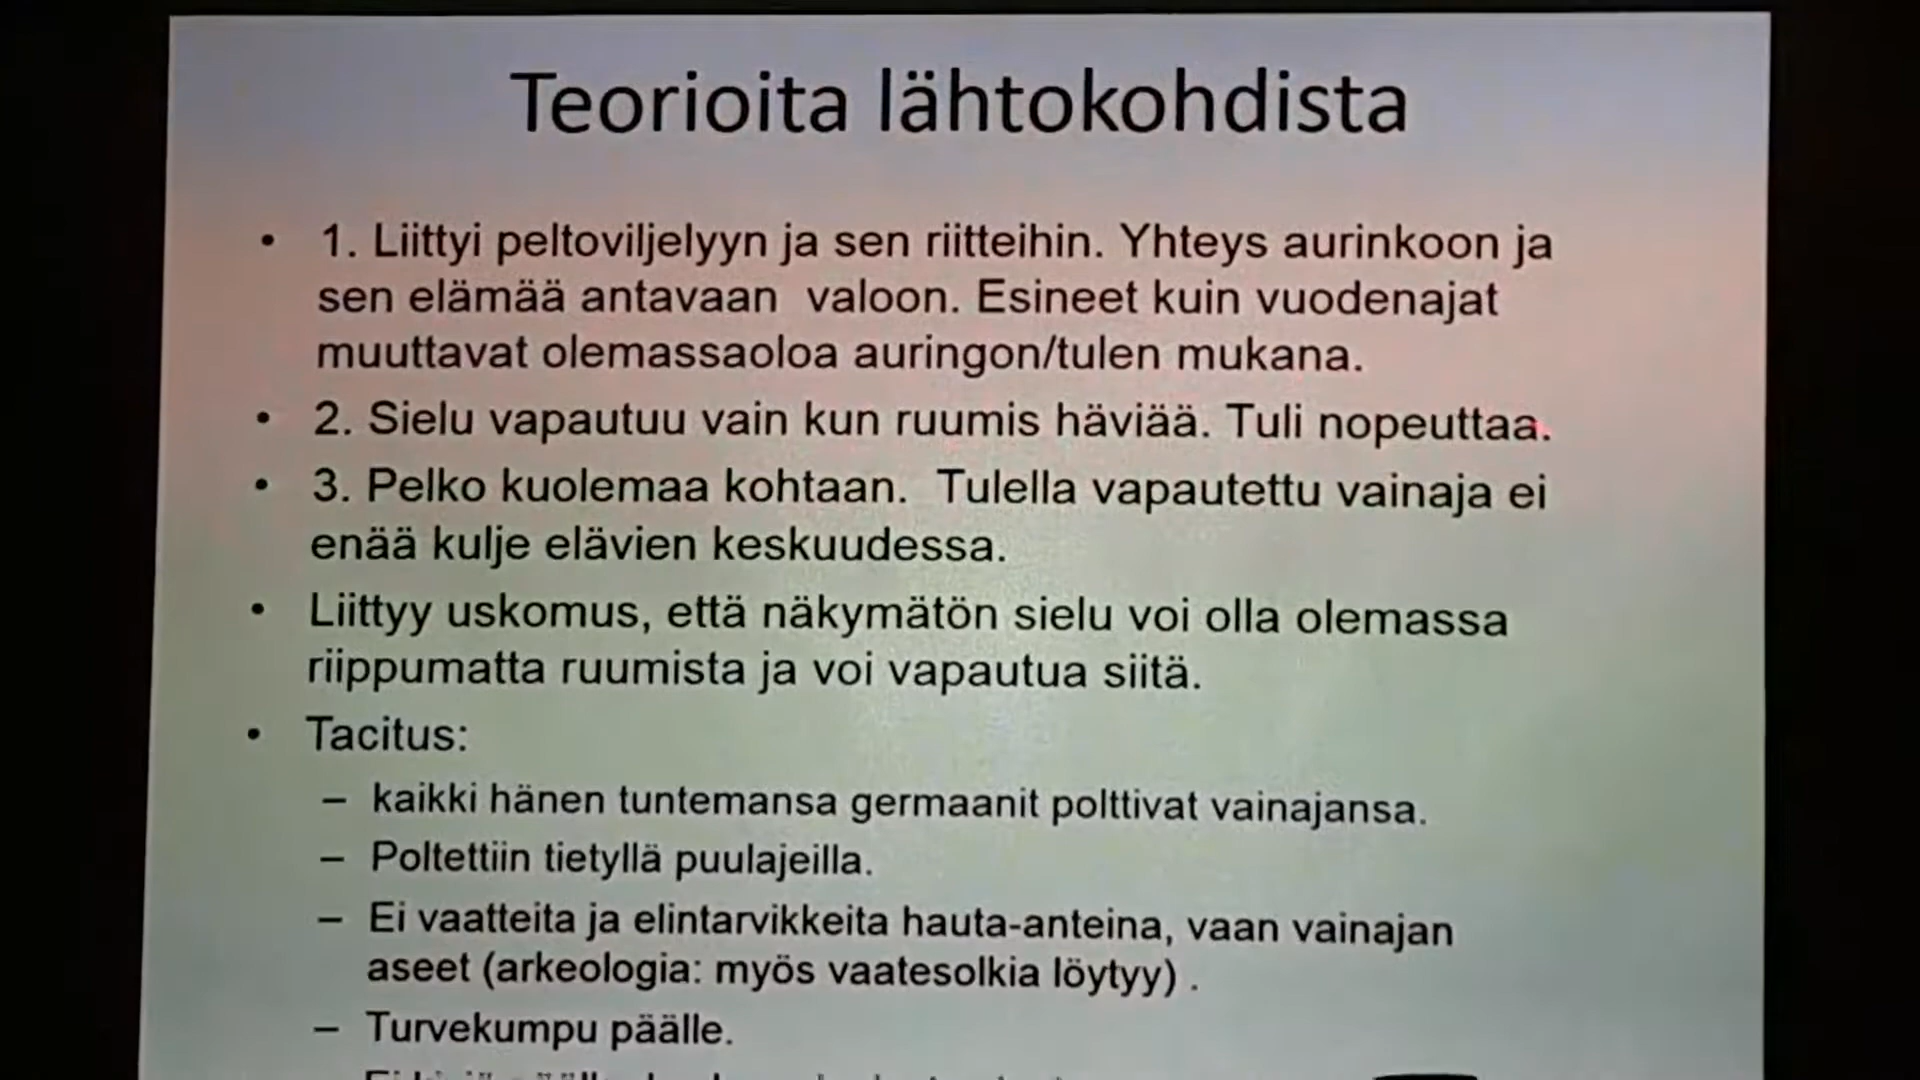 Teorioita lähtokohdista
• 1. Liittyi peltoviljelyyn ja sen riitteihin. Yhteys aurinkoon ja
sen elämää antavaan valoon. Esineet kuin vuodenajat
muuttavat olemassaoloa auringon/tulen mukana.
• 2. Sielu vapautuu vain kun ruumis häviää. Tuli nopeuttaa.
• 3. Pelko kuolemaa kohtaan. Tulella vapautettu vainaja ei
enää kulje elävien keskuudessa.
• Liittyy uskomus, että näkymätön sielu voi olla olemassa
riippumatta ruumista ja voi vapautua siitä.
• Tacitus:
– kaikki hänen tuntemansa germaanit polttivat vainajansa.
– Poltettiin tietyllä puulajeilla.
– Ei vaatteita ja elintarvikkeita hauta-anteina, vaan vainajan
aseet (arkeologia: myös vaatesolkia löytyy) .
– Turvekumpu päälle.